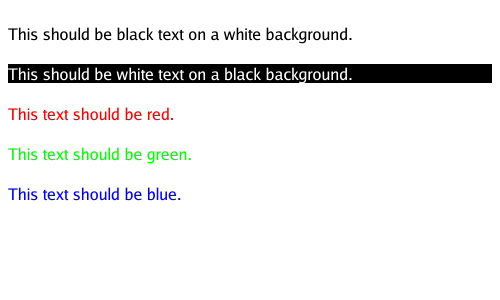 This should be black text on a white background.
This should be white text on a black background.
This text should be red.
This text should be green.
This text should be blue.